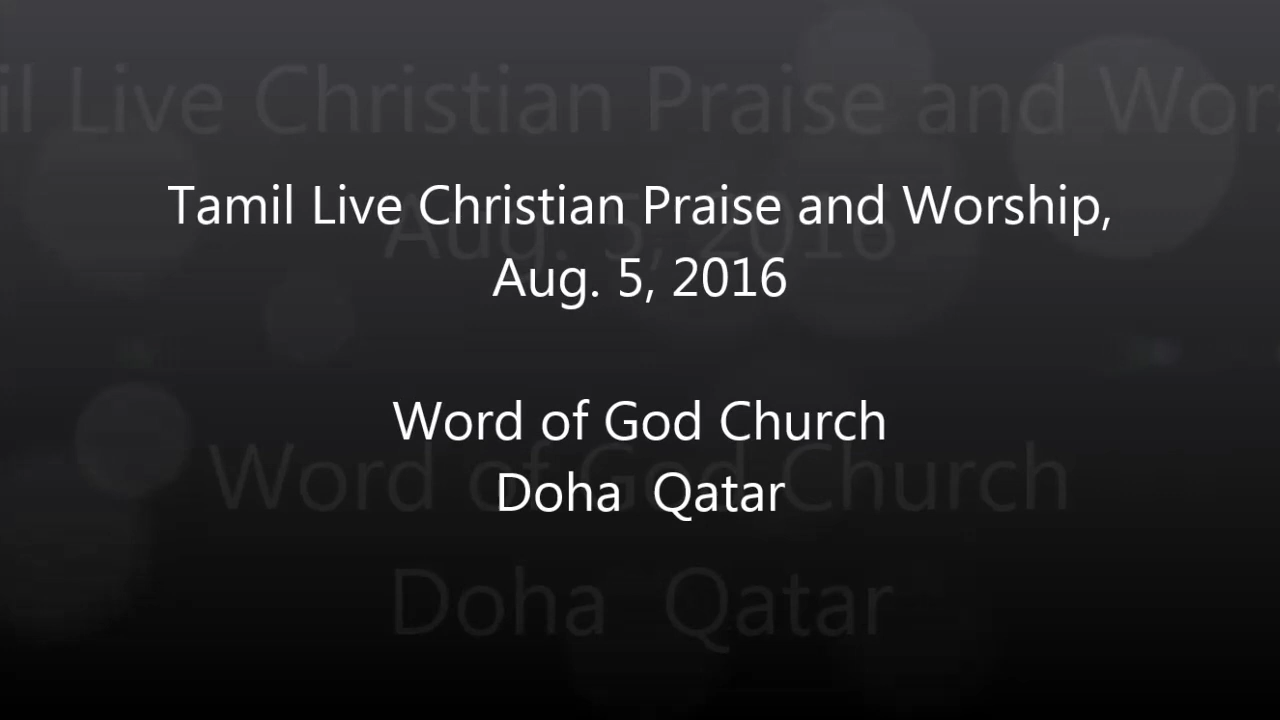 Tamil Live Christian Praise and Worship,
Aug. 5, 2016
Word of God Church
Doha  Qatar